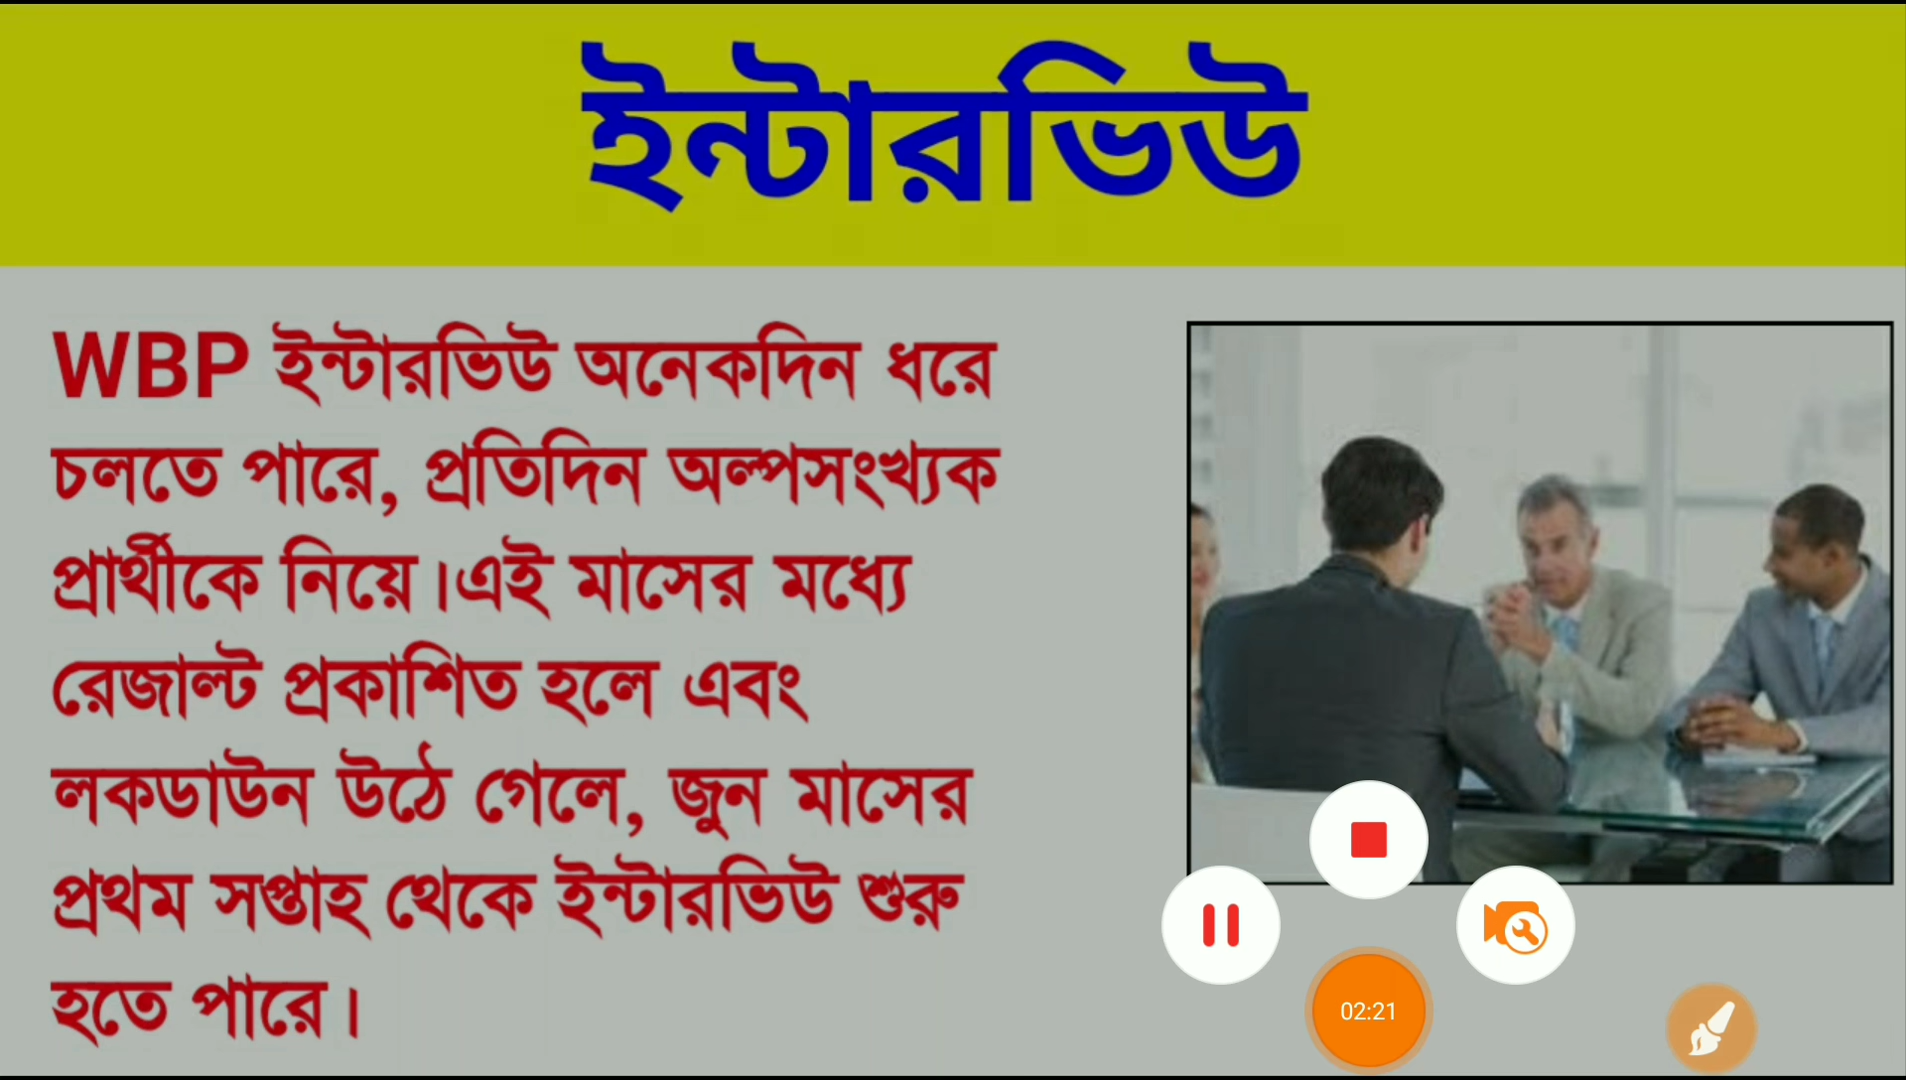 ইন্টারভিউ
WBP ইন্টারভিউ অনেকদিন ধরে
চলতে পারে, প্রতিদিন অল্পসংখ্যক
প্রার্থীকে নিয়ে।এই মাসের মধ্যে
রেজাল্ট প্রকাশিত হলে এবং
লকডাউন উঠে গেলে, জুন মাসের
প্রথম সপ্তাহ থেকে ইন্টারভিউ শুরু
হতে পারে।
02:21